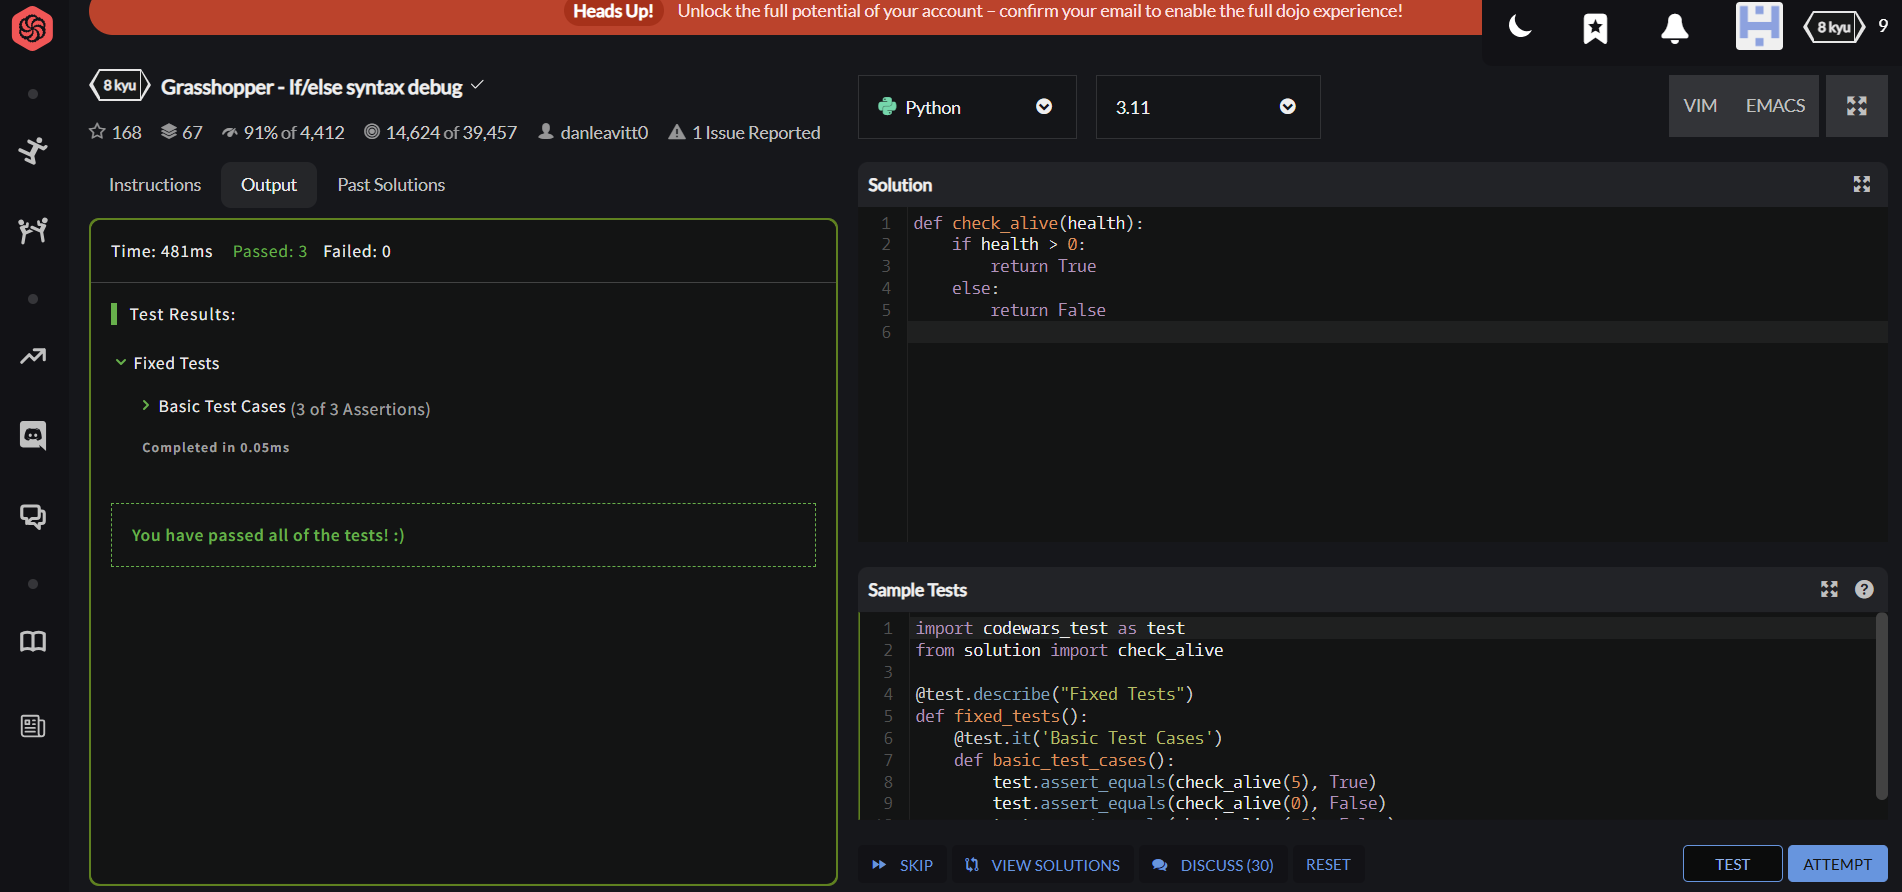 Heads Up! Unlock the full potential of your account – confirm your email to enable the full dojo experience!
8 kyu 9
8 kyu Grasshopper - If/else syntax debug
168 67 91% of 4,412 14,624 of 39,457 danleavitt0 1 Issue Reported
Instructions Output Past Solutions
Time: 481ms Passed: 3 Failed: 0
Test Results:
Fixed Tests
Basic Test Cases (3 of 3 Assertions)
Completed in 0.05ms
You have passed all of the tests! :)
Python 3.11 VIM EMACS
Solution
1 def check_alive(health):
2     if health > 0:
3         return True
4     else:
5         return False
6
Sample Tests
1 import codewars_test as test
2 from solution import check_alive
3
4 @test.describe("Fixed Tests")
5 def fixed_tests():
6     @test.it('Basic Test Cases')
7     def basic_test_cases():
8         test.assert_equals(check_alive(5), True)
9         test.assert_equals(check_alive(0), False)
SKIP VIEW SOLUTIONS DISCUSS (30) RESET TEST ATTEMPT